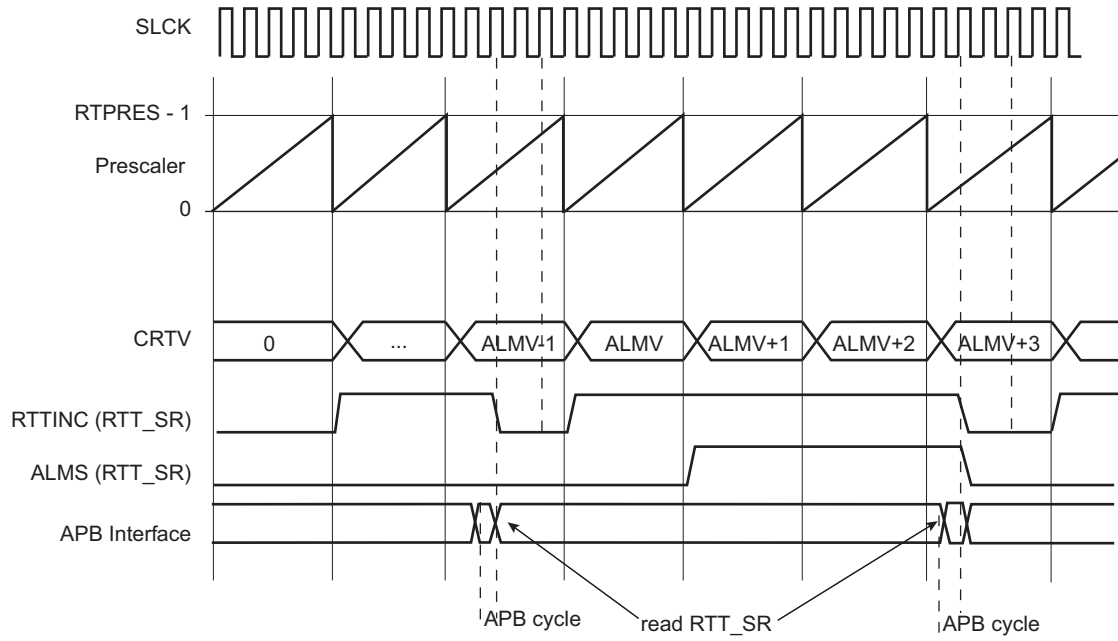 SLCK
RTPRES - 1
Prescaler
0
CRTV
0
...
ALMV-1
ALMV
ALMV+1
ALMV+2
ALMV+3
RTTINC (RTT_SR)
ALMS (RTT_SR)
APB Interface
APB cycle
read RTT_SR
APB cycle